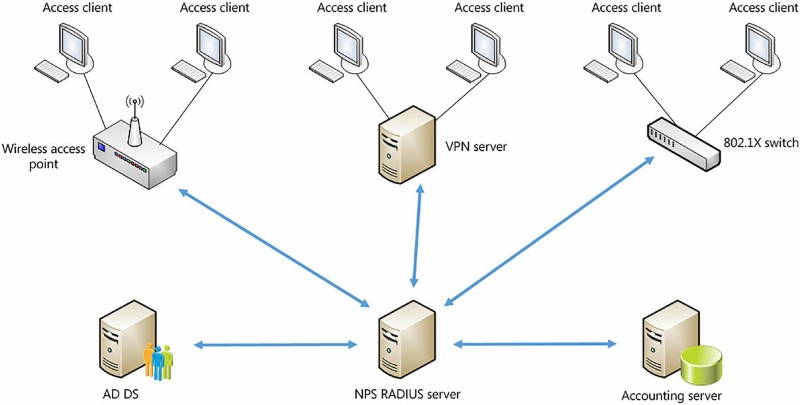 Access client
Access client
Access client
Access client
Access client
Access client
Wireless access
point
VPN server
802.1X switch
AD DS
NPS RADIUS server
Accounting server